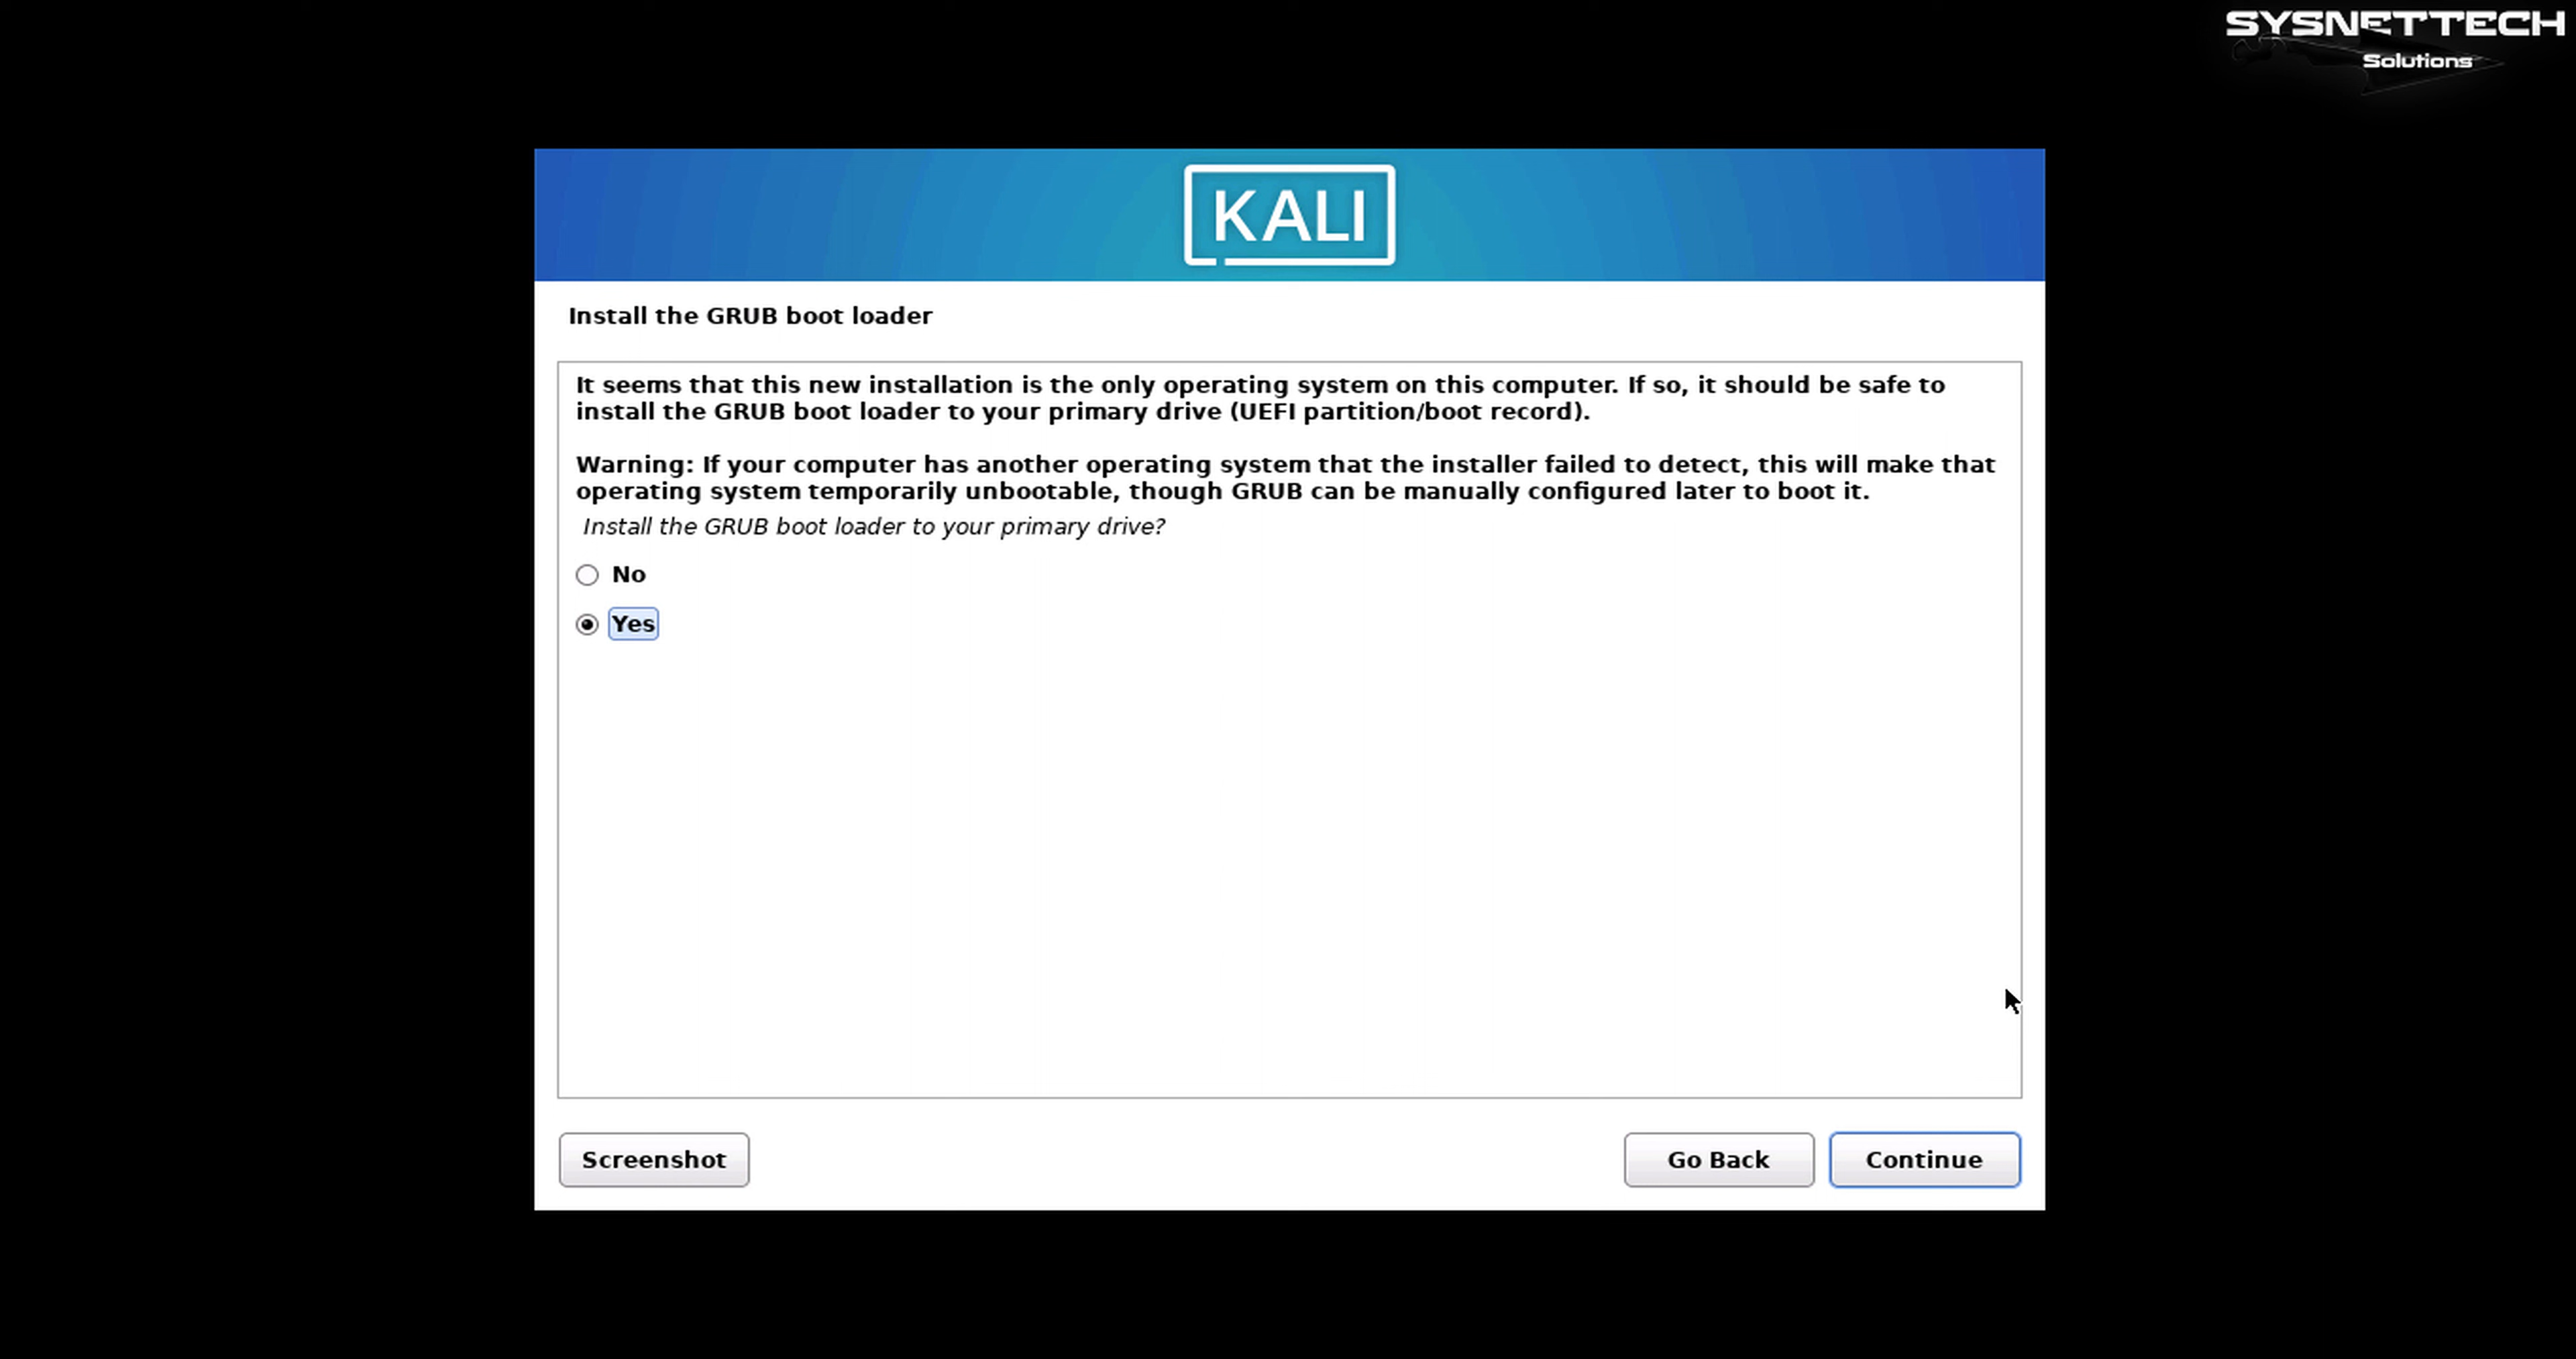 SYSNETTECH
Solutions
KALI
Install the GRUB boot loader
It seems that this new installation is the only operating system on this computer. If so, it should be safe to
install the GRUB boot loader to your primary drive (UEFI partition/boot record).
Warning: If your computer has another operating system that the installer failed to detect, this will make that
operating system temporarily unbootable, though GRUB can be manually configured later to boot it.
Install the GRUB boot loader to your primary drive?
No
Yes
Screenshot
Go Back
Continue